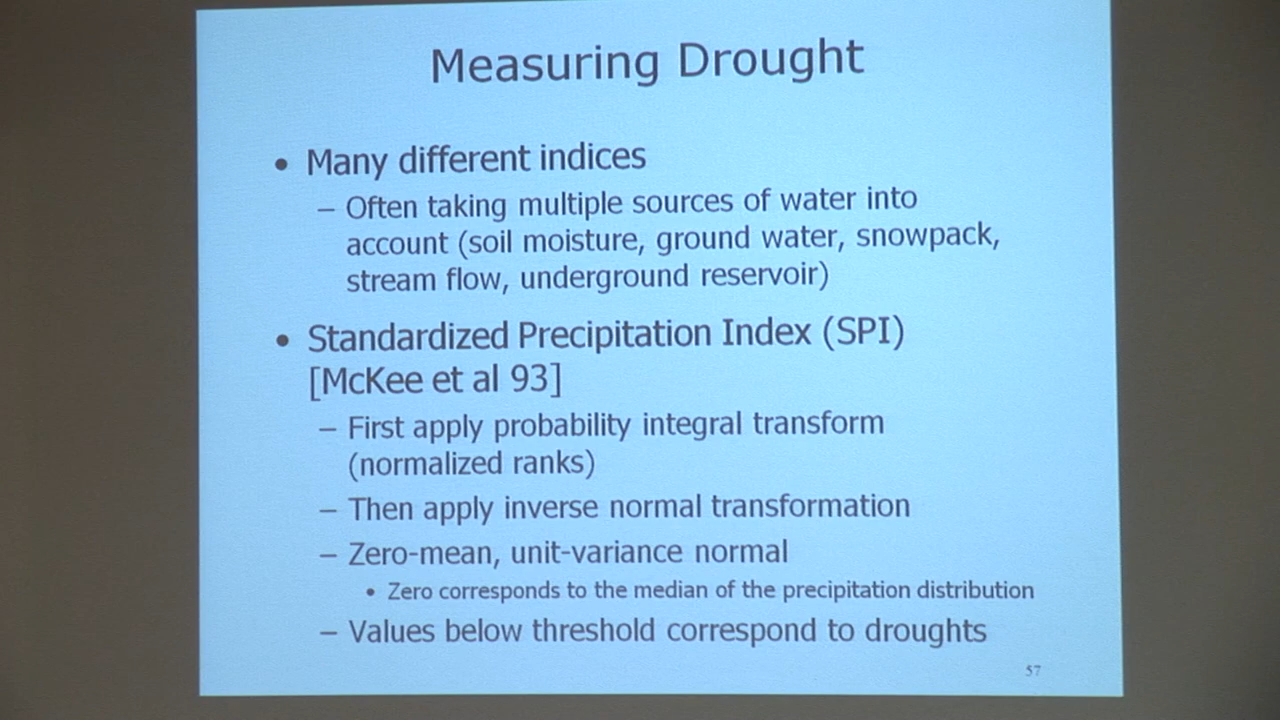 Measuring Drought
• Many different indices
– Often taking multiple sources of water into
account (soil moisture, ground water, snowpack,
stream flow, underground reservoir)
• Standardized Precipitation Index (SPI)
[McKee et al 93]
– First apply probability integral transform
(normalized ranks)
– Then apply inverse normal transformation
– Zero-mean, unit-variance normal
• Zero corresponds to the median of the precipitation distribution
– Values below threshold correspond to droughts
57